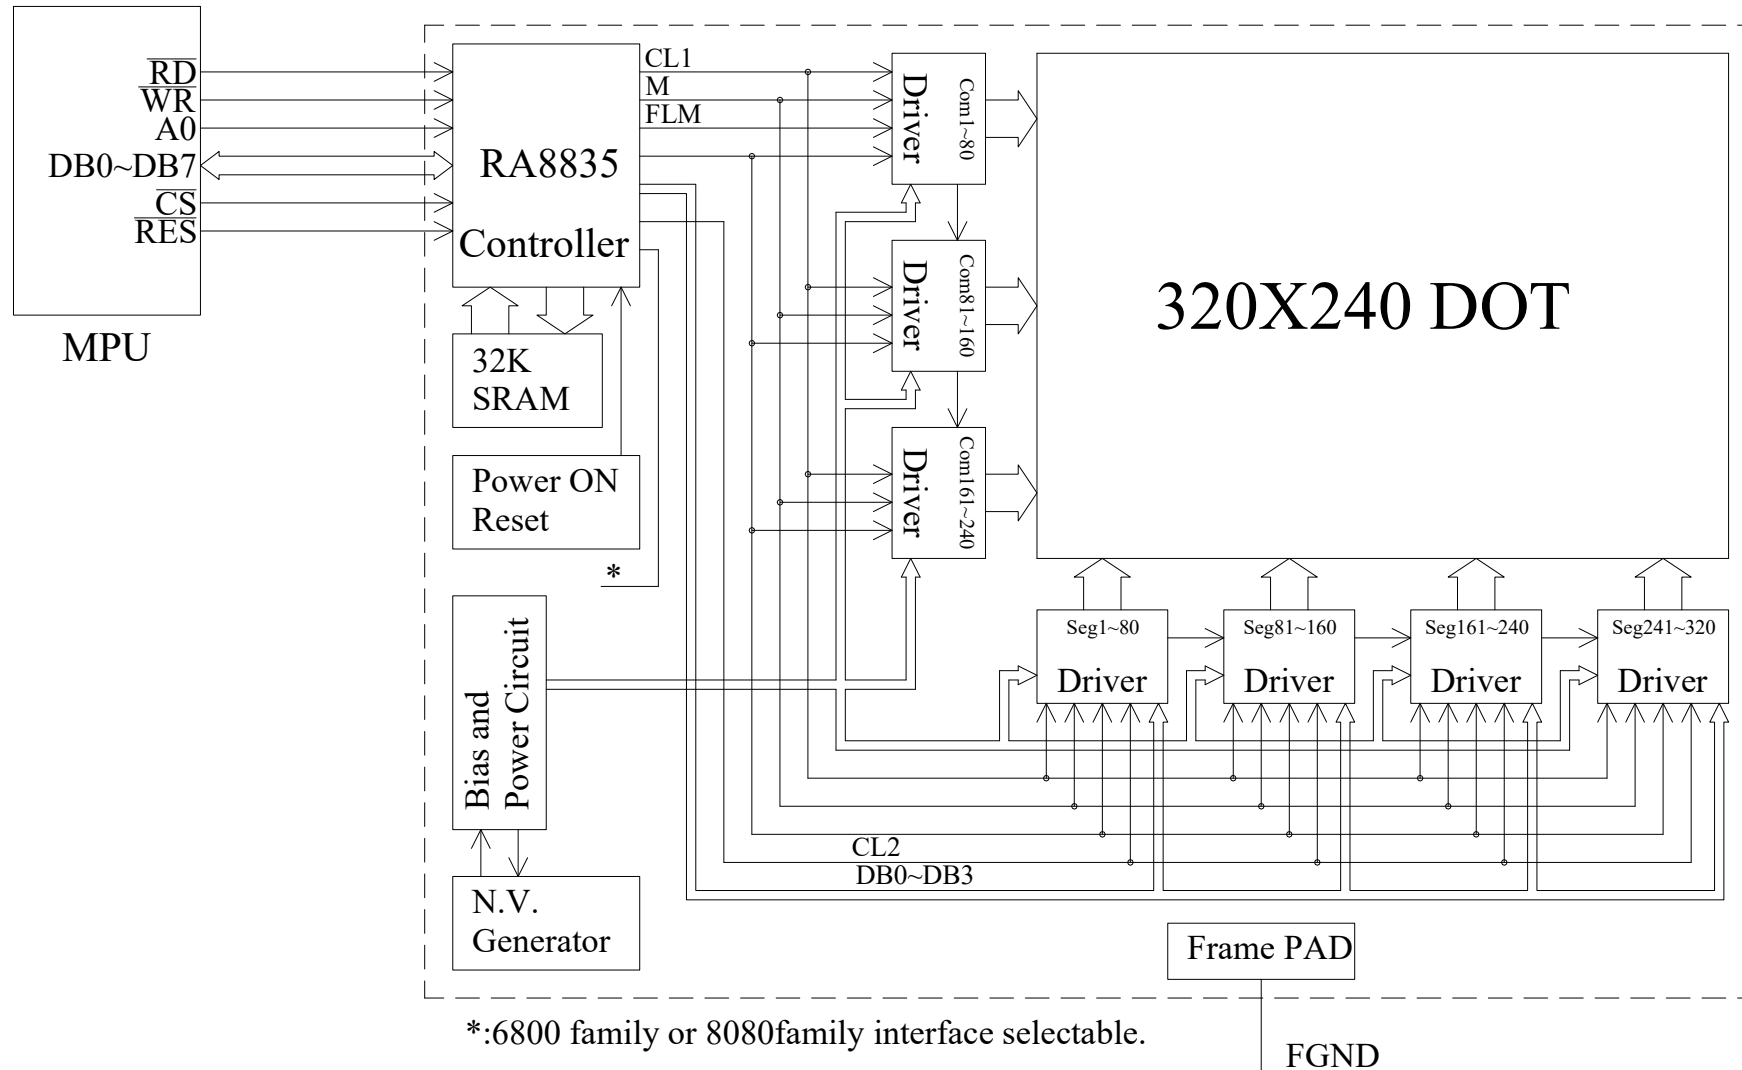 RD
WR
A0
DB0~DB7
CS
RES
MPU
RA8835
Controller
32K
SRAM
Power ON
Reset
*
Bias and
Power Circuit
N.V.
Generator
CL1
M
FLM
Driver
Com1~80
Driver
Com81~160
Driver
Com161~240
320X240 DOT
Seg1~80
Driver
Seg81~160
Driver
Seg161~240
Driver
Seg241~320
Driver
CL2
DB0~DB3
Frame PAD
*:6800 family or 8080family interface selectable.
FGND